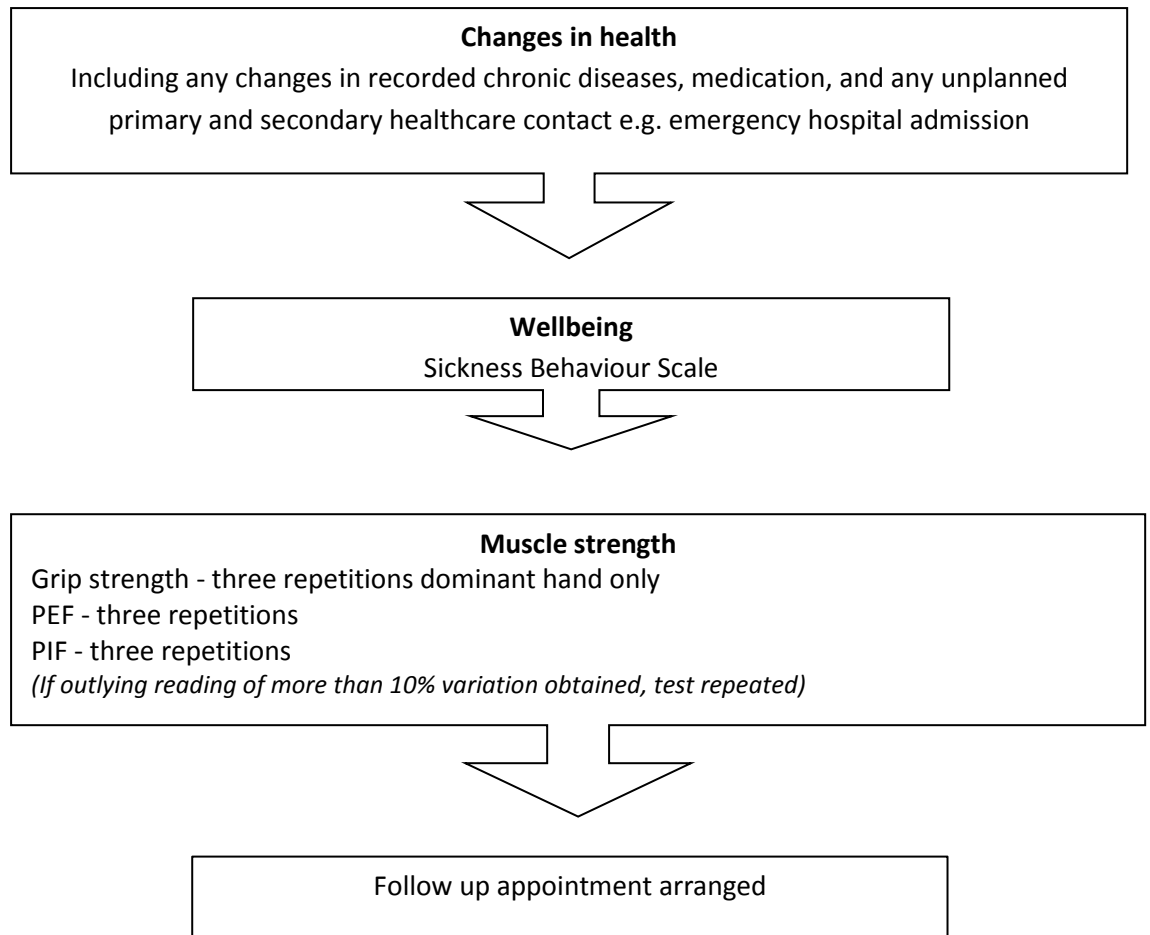 Changes in health
Including any changes in recorded chronic diseases, medication, and any unplanned
primary and secondary healthcare contact e.g. emergency hospital admission
Wellbeing
Sickness Behaviour Scale
Muscle strength
Grip strength - three repetitions dominant hand only
PEF - three repetitions
PIF - three repetitions
(If outlying reading of more than 10% variation obtained, test repeated)
Follow up appointment arranged